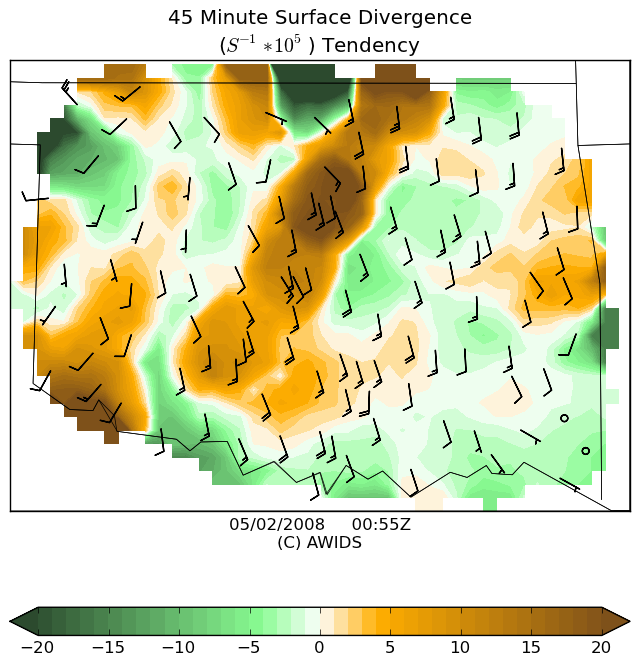 45 Minute Surface Divergence
(S⁻¹ *10⁵ ) Tendency
05/02/2008 00:55Z
(C) AWIDS
−20 −15 −10 −5 0 5 10 15 20